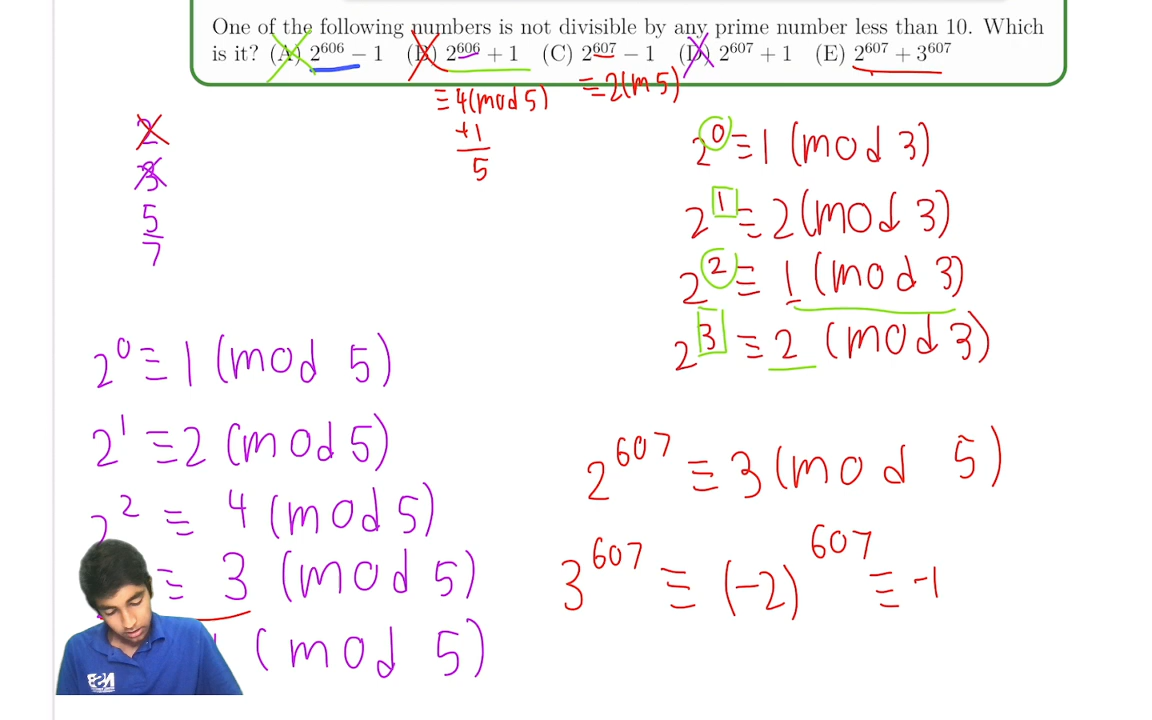 One of the following numbers is not divisible by any prime number less than 10. Which
is it? (A) 2^606 − 1 (B) 2^606 + 1 (C) 2^607 − 1 (D) 2^607 + 1 (E) 2^607 + 3^607
≡ 4(mod 5)
+1
5
≡ 2(m 5)
2
3
5
7
2^0 ≡ 1 (mod 3)
2^1 ≡ 2 (mod 3)
2^2 ≡ 1 (mod 3)
2^3 ≡ 2 (mod 3)
2^0 ≡ 1 (mod 5)
2^1 ≡ 2 (mod 5)
2^2 ≡ 4 (mod 5)
≡ 3 (mod 5)
(mod 5)
2^607 ≡ 3 (mod 5)
3^607 ≡ (-2)^607 ≡ -1